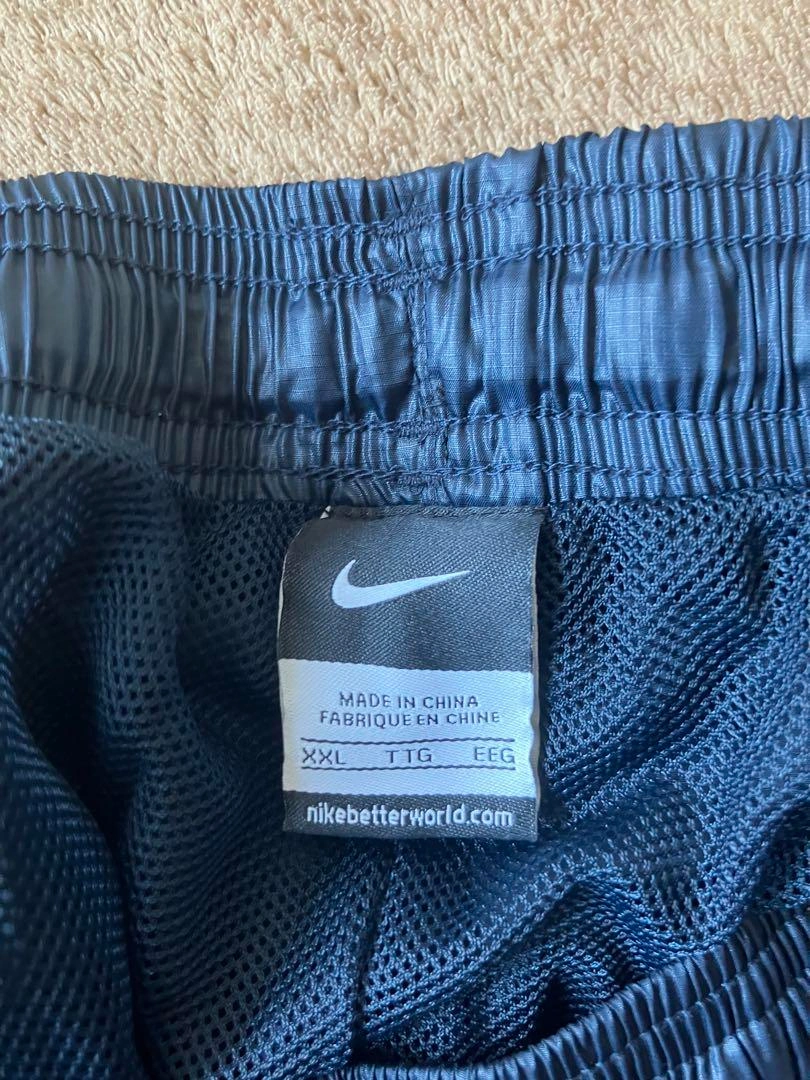 MADE IN CHINA
FABRIQUE EN CHINE
XXL TTG EEG
nikebetterworld.com